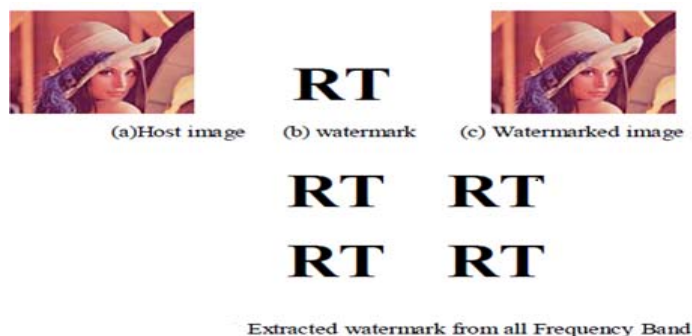 RT
(a)Host image (b) watermark (c) Watermarked image
RT RT
RT RT
Extracted watermark from all Frequency Band